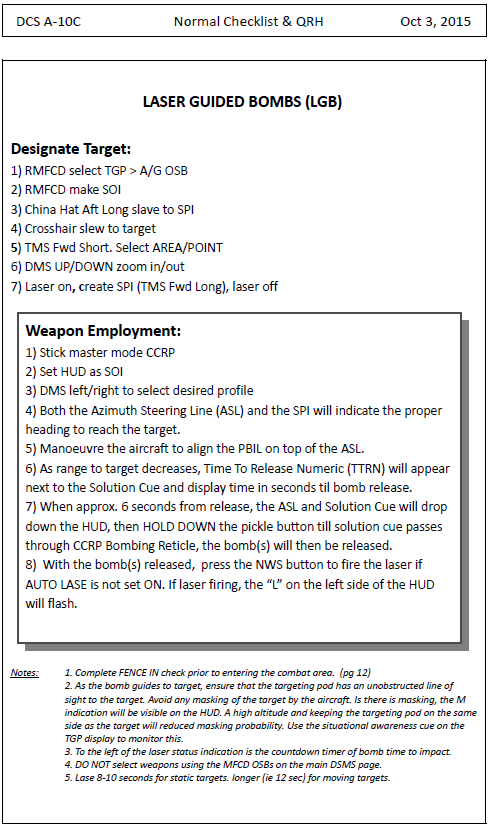 DCS A-10C Normal Checklist & QRH Oct 3, 2015
LASER GUIDED BOMBS (LGB)
Designate Target:
1) RMFCD select TGP > A/G OSB
2) RMFCD make SOI
3) China Hat Aft Long slave to SPI
4) Crosshair slew to target
5) TMS Fwd Short. Select AREA/POINT
6) DMS UP/DOWN zoom in/out
7) Laser on, create SPI (TMS Fwd Long), laser off
Weapon Employment:
1) Stick master mode CCRP
2) Set HUD as SOI
3) DMS left/right to select desired profile
4) Both the Azimuth Steering Line (ASL) and the SPI will indicate the proper
heading to reach the target.
5) Manoeuvre the aircraft to align the PBIL on top of the ASL.
6) As range to target decreases, Time To Release Numeric (TTRN) will appear
next to the Solution Cue and display time in seconds til bomb release.
7) When approx. 6 seconds from release, the ASL and Solution Cue will drop
down the HUD, then HOLD DOWN the pickle button till solution cue passes
through CCRP Bombing Reticle, the bomb(s) will then be released.
8) With the bomb(s) released, press the NWS button to fire the laser if
AUTO LASE is not set ON. If laser firing, the “L” on the left side of the HUD
will flash.
Notes: 1. Complete FENCE IN check prior to entering the combat area. (pg 12)
2. As the bomb guides to target, ensure that the targeting pod has an unobstructed line of
sight to the target. Avoid any masking of the target by the aircraft. Is there is masking, the M
indication will be visible on the HUD. A high altitude and keeping the targeting pod on the same
side as the target will reduced masking probability. Use the situational awareness cue on the
TGP display to monitor this.
3. To the left of the laser status indication is the countdown timer of bomb time to impact.
4. DO NOT select weapons using the MFCD OSBs on the main DSMS page.
5. Lase 8-10 seconds for static targets. longer (ie 12 sec) for moving targets.